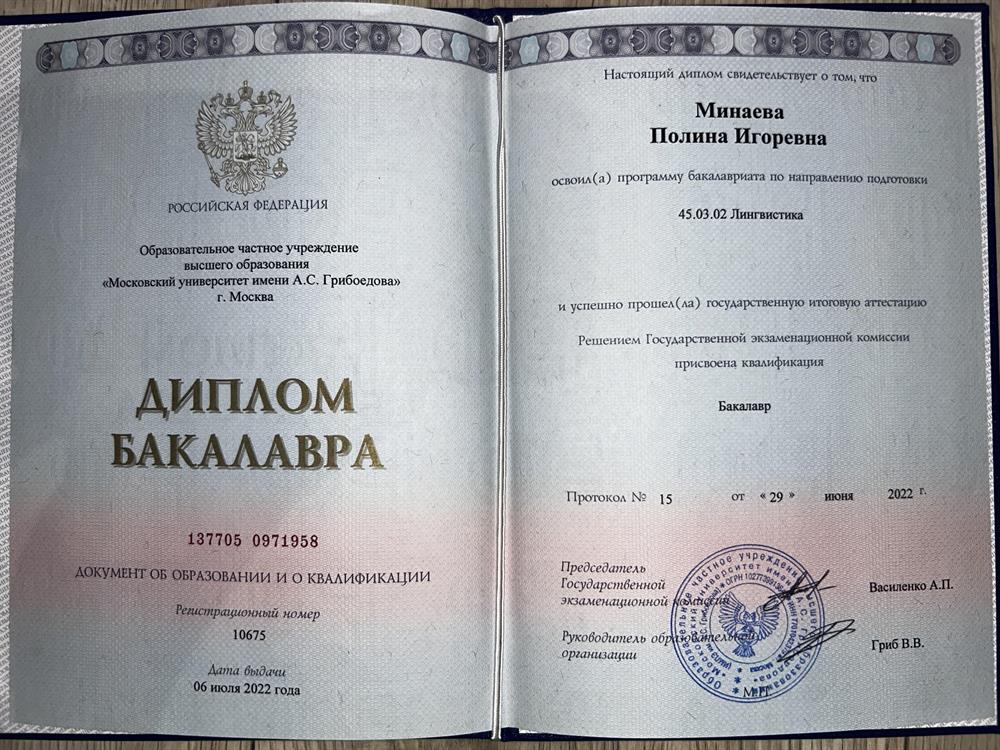 РОССИЙСКАЯ ФЕДЕРАЦИЯ
Образовательное частное учреждение
высшего образования
«Московский университет имени А.С. Грибоедова»
г. Москва
ДИПЛОМ
БАКАЛАВРА
137705 0971958
ДОКУМЕНТ ОБ ОБРАЗОВАНИИ И О КВАЛИФИКАЦИИ
Регистрационный номер
10675
Дата выдачи
06 июля 2022 года
Настоящий диплом свидетельствует о том, что
Минаева
Полина Игоревна
освоил(а) программу бакалавриата по направлению подготовки
45.03.02 Лингвистика
и успешно прошел(ла) государственную итоговую аттестацию
Решением Государственной экзаменационной комиссии
присвоена квалификация
Бакалавр
Протокол № 15 от « 29 » июня 2022 г.
Председатель
Государственной
экзаменационной комиссии
Василенко А.П.
Руководитель образовательной
организации
Гриб В.В.
М.П.